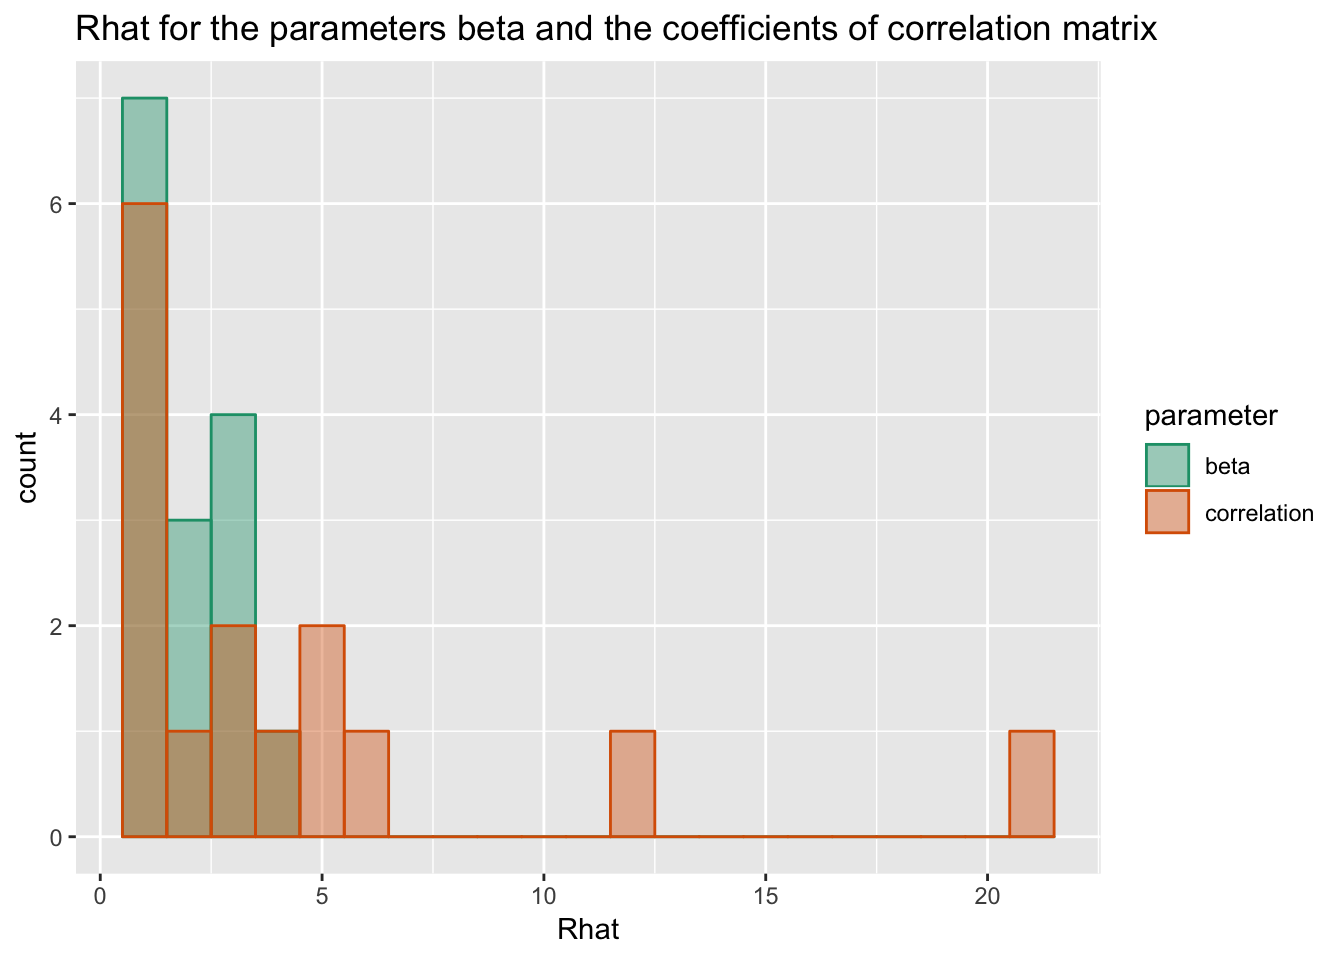 Rhat for the parameters beta and the coefficients of correlation matrix
6
4
2
0
count
0 5 10 15 20
Rhat
parameter
beta
correlation